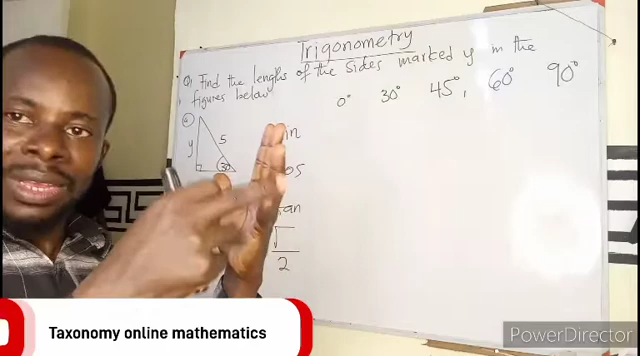 Trigonometry
Q1 Find the lengths of the sides marked y in the
figures below
0° 30° 45°, 60° 90°
a
5
y
30
in
os
tan
√
2
Taxonomy online mathematics
PowerDirector